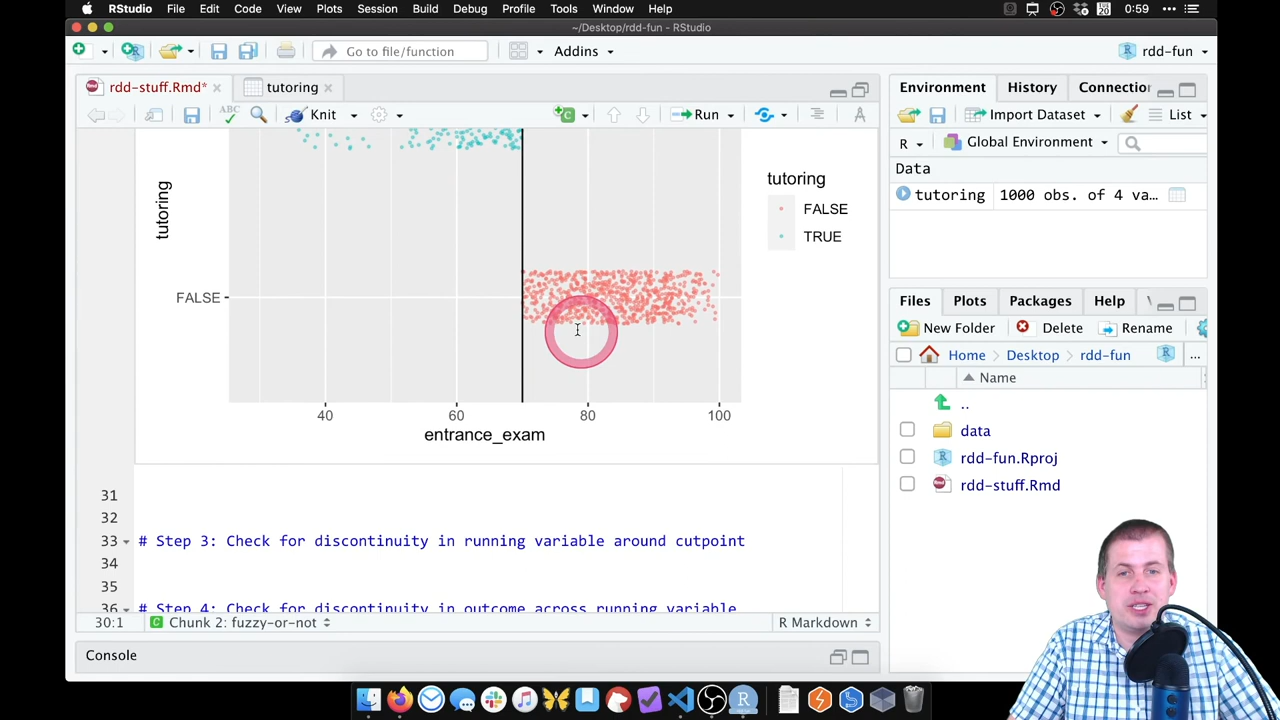 RStudio File Edit Code View Plots Session Build Debug Profile Tools Window Help 0:59
~/Desktop/rdd-fun - RStudio
Go to file/function Addins rdd-fun
rdd-stuff.Rmd* tutoring
ABC Knit Run
tutoring
FALSE
tutoring
FALSE
TRUE
40 60 80 100
entrance_exam
31
32
33 # Step 3: Check for discontinuity in running variable around cutpoint
34
35
36 # Step 4: Check for discontinuity in outcome across running variable
30:1 C Chunk 2: fuzzy-or-not R Markdown
Console
Environment History Connection
Import Dataset List
R Global Environment
Data
tutoring 1000 obs. of 4 va…
Files Plots Packages Help
New Folder Delete Rename
Home Desktop rdd-fun R ...
Name
..
data
rdd-fun.Rproj
rdd-stuff.Rmd